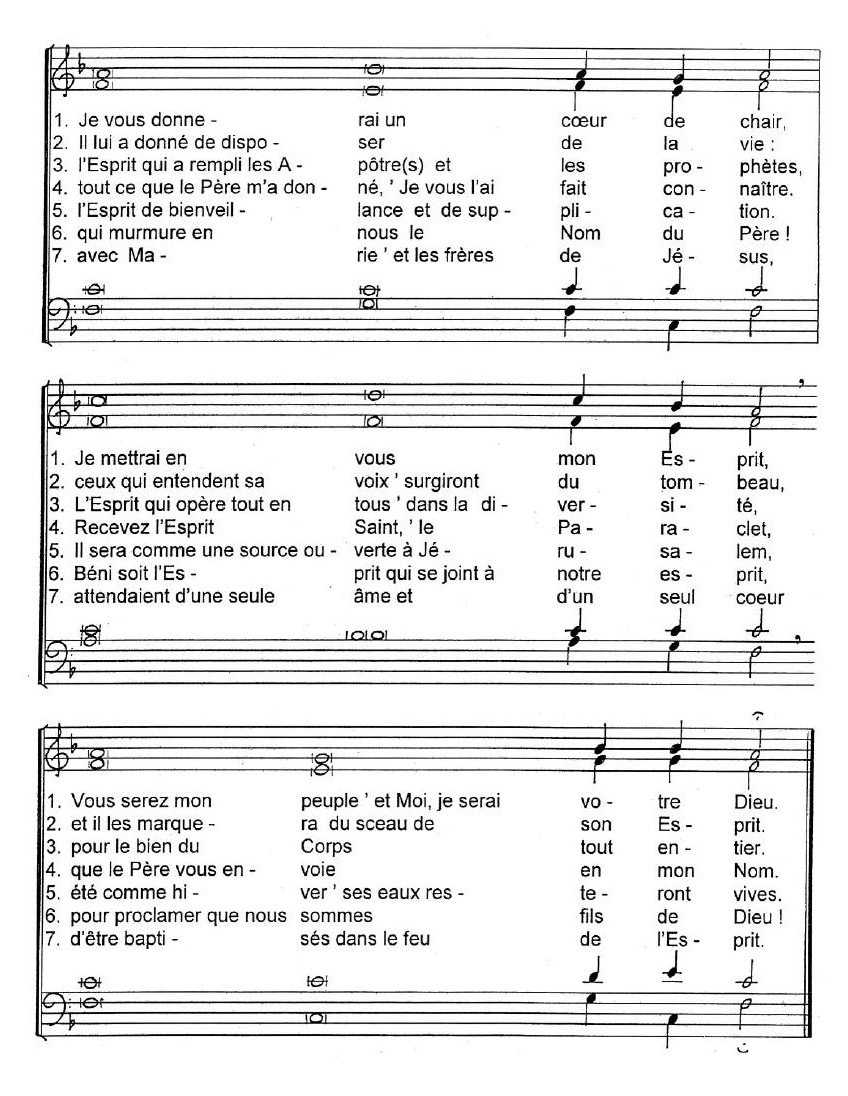 1. Je vous donne - rai un cœur de chair,
2. Il lui a donné de dispo - ser de la vie :
3. l'Esprit qui a rempli les A - pôtre(s) et les pro - phètes,
4. tout ce que le Père m'a don - né, ' Je vous l'ai fait con - naître.
5. l'Esprit de bienveil - lance et de sup - pli - ca - tion.
6. qui murmure en nous le Nom du Père !
7. avec Ma - rie ' et les frères de Jé - sus,
1. Je mettrai en vous mon Es - prit,
2. ceux qui entendent sa voix ' surgiront du tom - beau,
3. L'Esprit qui opère tout en tous ' dans la di - ver - si - té,
4. Recevez l'Esprit Saint, ' le Pa - ra - clet,
5. Il sera comme une source ou - verte à Jé - ru - sa - lem,
6. Béni soit l'Es - prit qui se joint à notre es - prit,
7. attendaient d'une seule âme et d'un seul coeur
1. Vous serez mon peuple ' et Moi, je serai vo - tre Dieu.
2. et il les marque - ra du sceau de son Es - prit.
3. pour le bien du Corps tout en - tier.
4. que le Père vous en - voie en mon Nom.
5. été comme hi - ver ' ses eaux res - te - ront vives.
6. pour proclamer que nous sommes fils de Dieu !
7. d'être bapti - sés dans le feu de l'Es - prit.